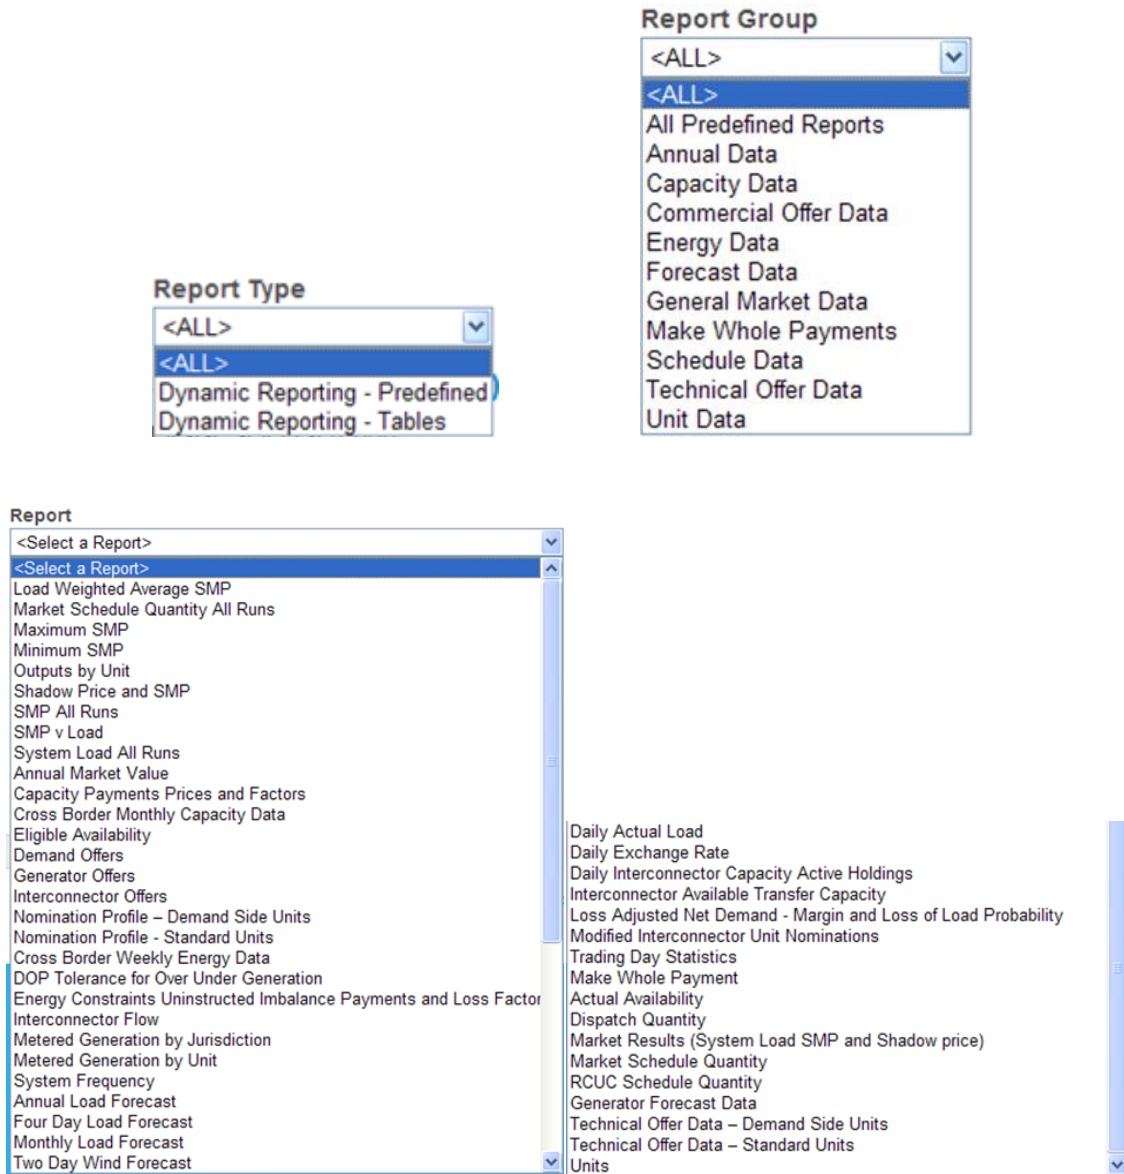 Report Group
<ALL>
<ALL>
All Predefined Reports
Annual Data
Capacity Data
Commercial Offer Data
Energy Data
Forecast Data
General Market Data
Make Whole Payments
Schedule Data
Technical Offer Data
Unit Data
Report Type
<ALL>
<ALL>
Dynamic Reporting - Predefined
Dynamic Reporting - Tables
Report
<Select a Report>
<Select a Report>
Load Weighted Average SMP
Market Schedule Quantity All Runs
Maximum SMP
Minimum SMP
Outputs by Unit
Shadow Price and SMP
SMP All Runs
SMP v Load
System Load All Runs
Annual Market Value
Capacity Payments Prices and Factors
Cross Border Monthly Capacity Data
Eligible Availability
Demand Offers
Generator Offers
Interconnector Offers
Nomination Profile – Demand Side Units
Nomination Profile - Standard Units
Cross Border Weekly Energy Data
DOP Tolerance for Over Under Generation
Energy Constraints Uninstructed Imbalance Payments and Loss Factor
Interconnector Flow
Metered Generation by Jurisdiction
Metered Generation by Unit
System Frequency
Annual Load Forecast
Four Day Load Forecast
Monthly Load Forecast
Two Day Wind Forecast
Daily Actual Load
Daily Exchange Rate
Daily Interconnector Capacity Active Holdings
Interconnector Available Transfer Capacity
Loss Adjusted Net Demand - Margin and Loss of Load Probability
Modified Interconnector Unit Nominations
Trading Day Statistics
Make Whole Payment
Actual Availability
Dispatch Quantity
Market Results (System Load SMP and Shadow price)
Market Schedule Quantity
RCUC Schedule Quantity
Generator Forecast Data
Technical Offer Data – Demand Side Units
Technical Offer Data – Standard Units
Units